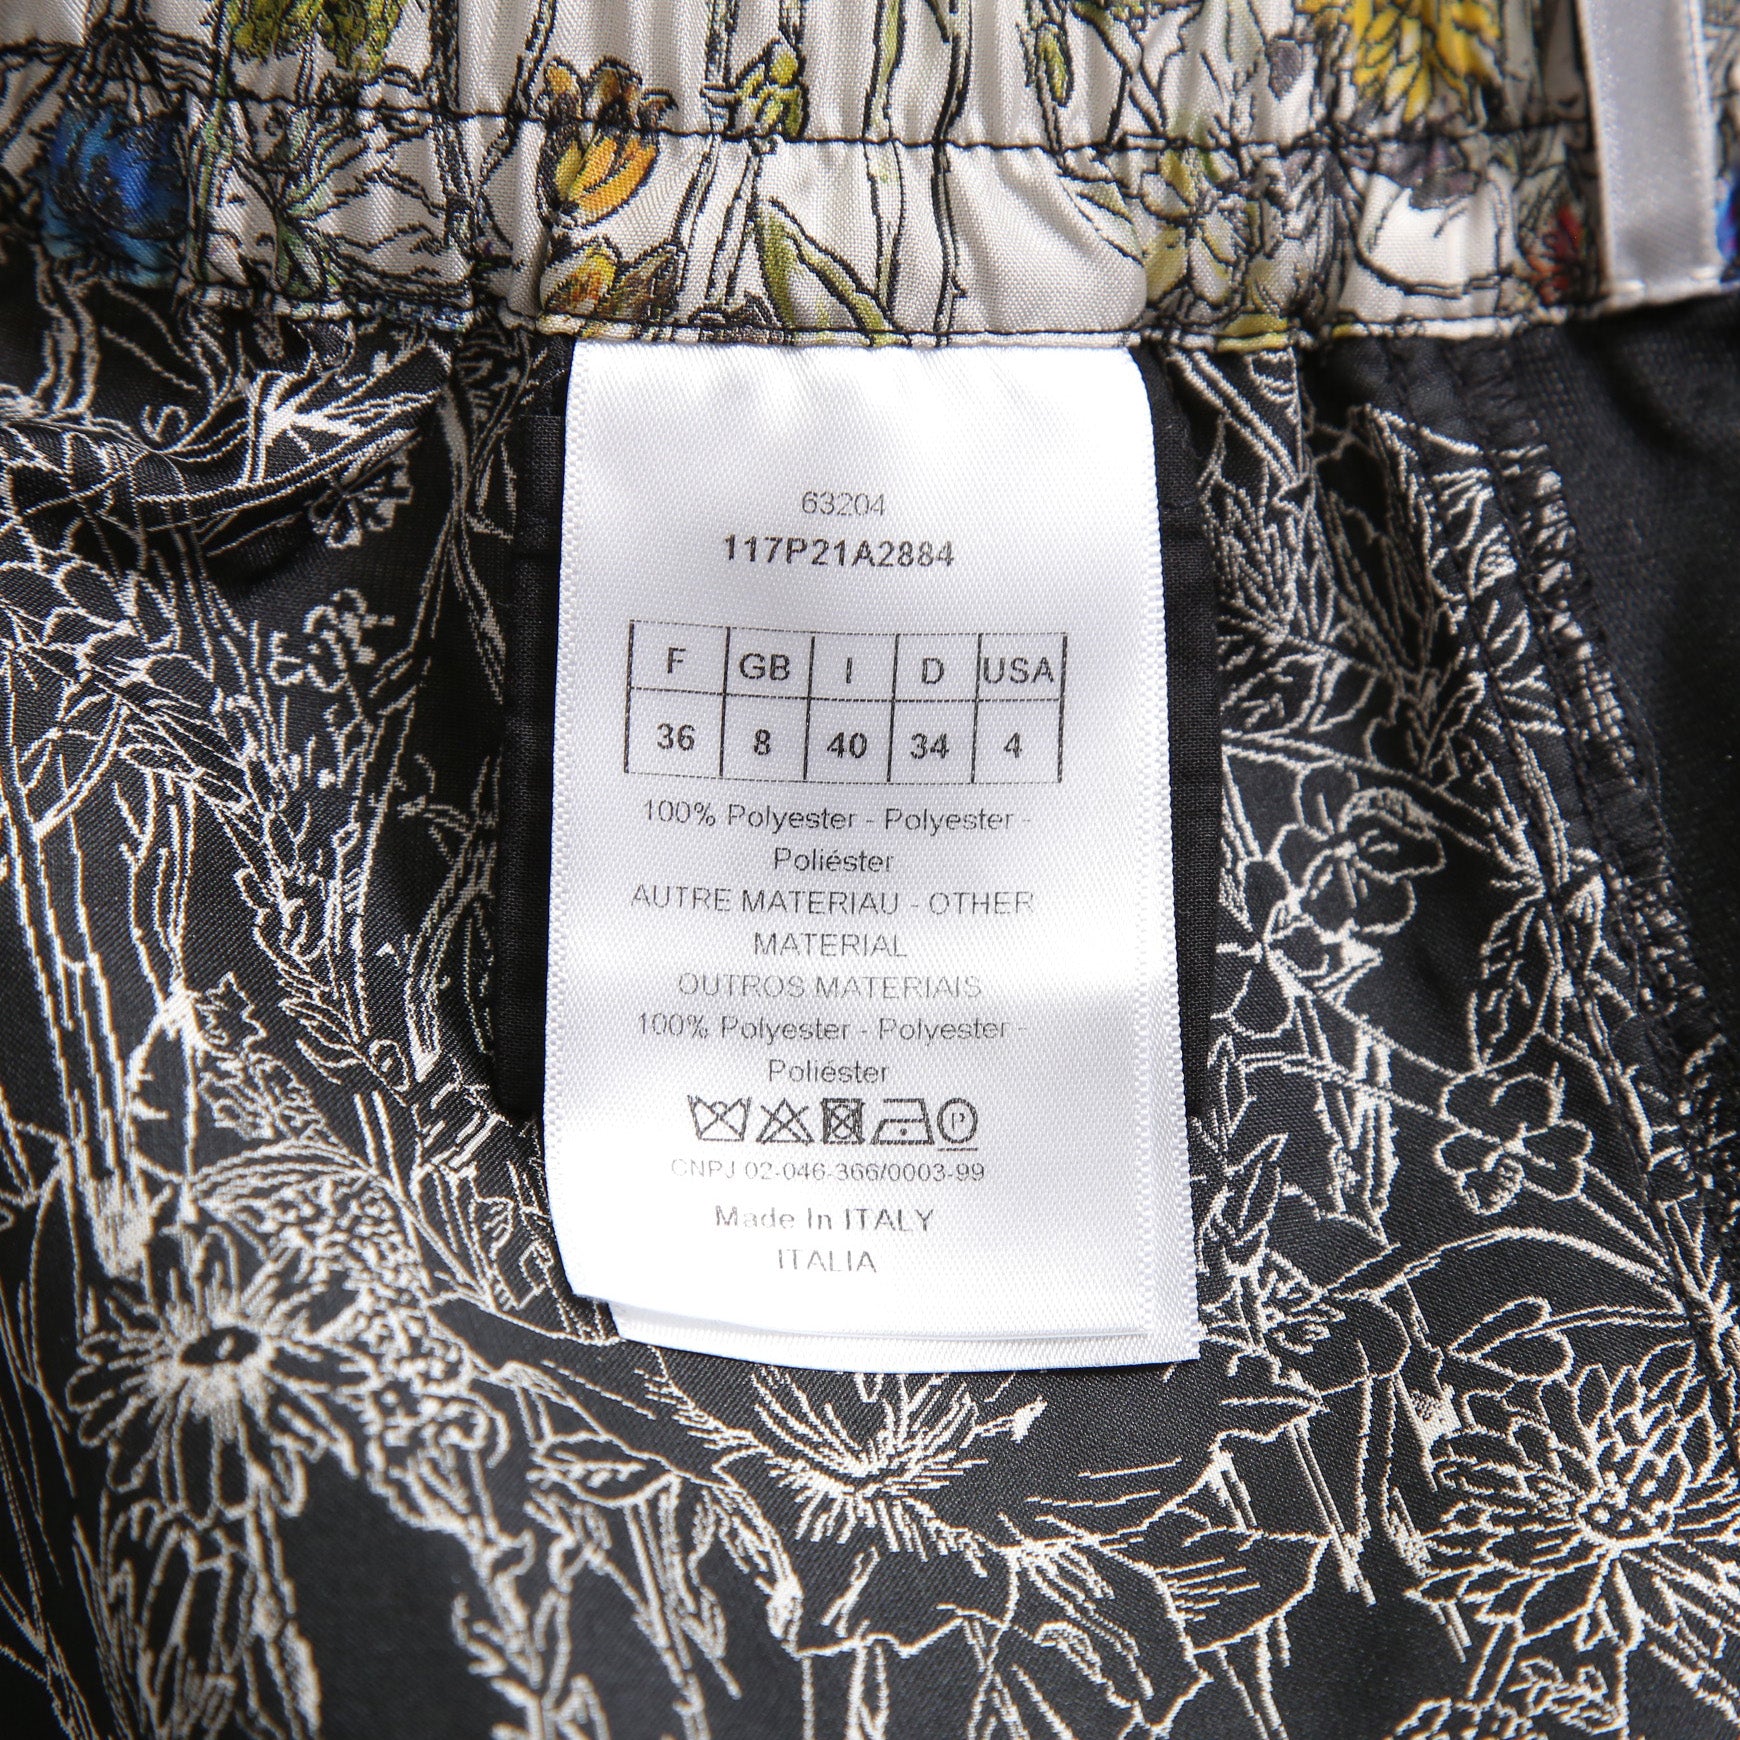 63204
117P21A2884
F GB I D USA
36 8 40 34 4
100% Polyester - Polyester -
Poliéster
AUTRE MATERIAU - OTHER
MATERIAL
OUTROS MATERIAIS
100% Polyester - Polyester -
Poliéster
P
CNPJ 02-046-366/0003-99
Made In ITALY
ITALIA